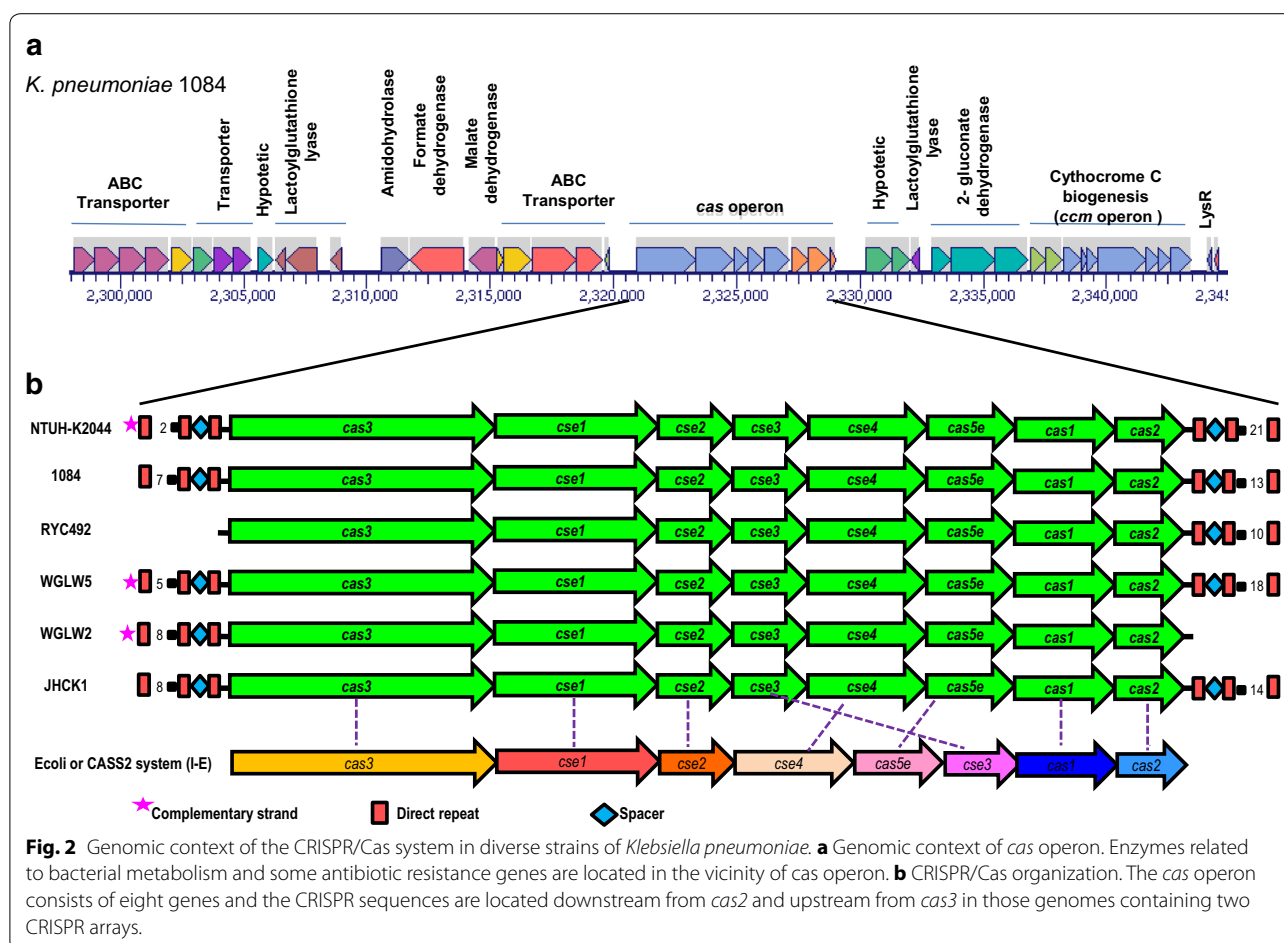 a
K. pneumoniae 1084
ABC
Transporter
Transporter
Hypotetic
Lactoylglutathione
lyase
Amidohydrolase
Formate
dehydrogenase
Malate
dehydrogenase
ABC
Transporter
cas operon
Hypotetic
Lactoylglutathione
lyase
2- gluconate
dehydrogenase
Cythocrome C
biogenesis
(ccm operon )
LysR
2,300,000 2,305,000 2,310,000 2,315,000 2,320,000 2,325,000 2,330,000 2,335,000 2,340,000 2,345
b
NTUH-K2044 2 cas3 cse1 cse2 cse3 cse4 cas5e cas1 cas2 21
1084 7 cas3 cse1 cse2 cse3 cse4 cas5e cas1 cas2 13
RYC492 cas3 cse1 cse2 cse3 cse4 cas5e cas1 cas2 10
WGLW5 5 cas3 cse1 cse2 cse3 cse4 cas5e cas1 cas2 18
WGLW2 8 cas3 cse1 cse2 cse3 cse4 cas5e cas1 cas2
JHCK1 8 cas3 cse1 cse2 cse3 cse4 cas5e cas1 cas2 14
Ecoli or CASS2 system (I-E) cas3 cse1 cse2 cse4 cas5e cse3 cas1 cas2
Complementary strand Direct repeat Spacer
Fig. 2 Genomic context of the CRISPR/Cas system in diverse strains of Klebsiella pneumoniae. a Genomic context of cas operon. Enzymes related
to bacterial metabolism and some antibiotic resistance genes are located in the vicinity of cas operon. b CRISPR/Cas organization. The cas operon
consists of eight genes and the CRISPR sequences are located downstream from cas2 and upstream from cas3 in those genomes containing two
CRISPR arrays.